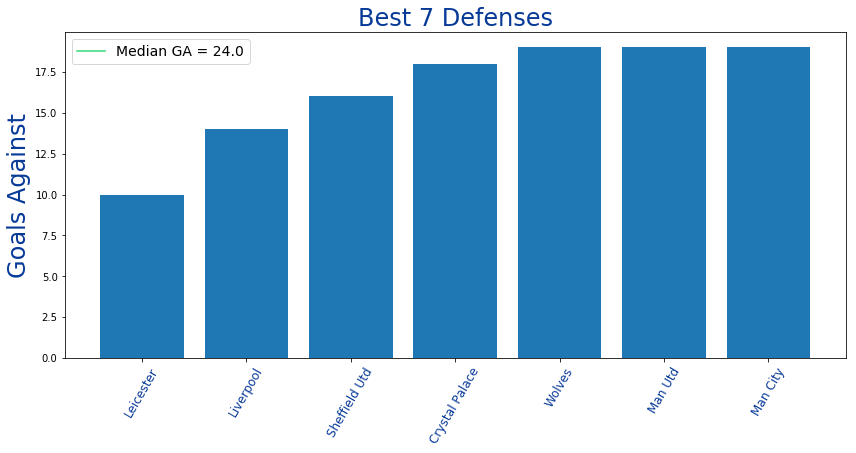 Best 7 Defenses
Median GA = 24.0
Goals Against
17.5
15.0
12.5
10.0
7.5
5.0
2.5
0.0
Leicester
Liverpool
Sheffield Utd
Crystal Palace
Wolves
Man Utd
Man City